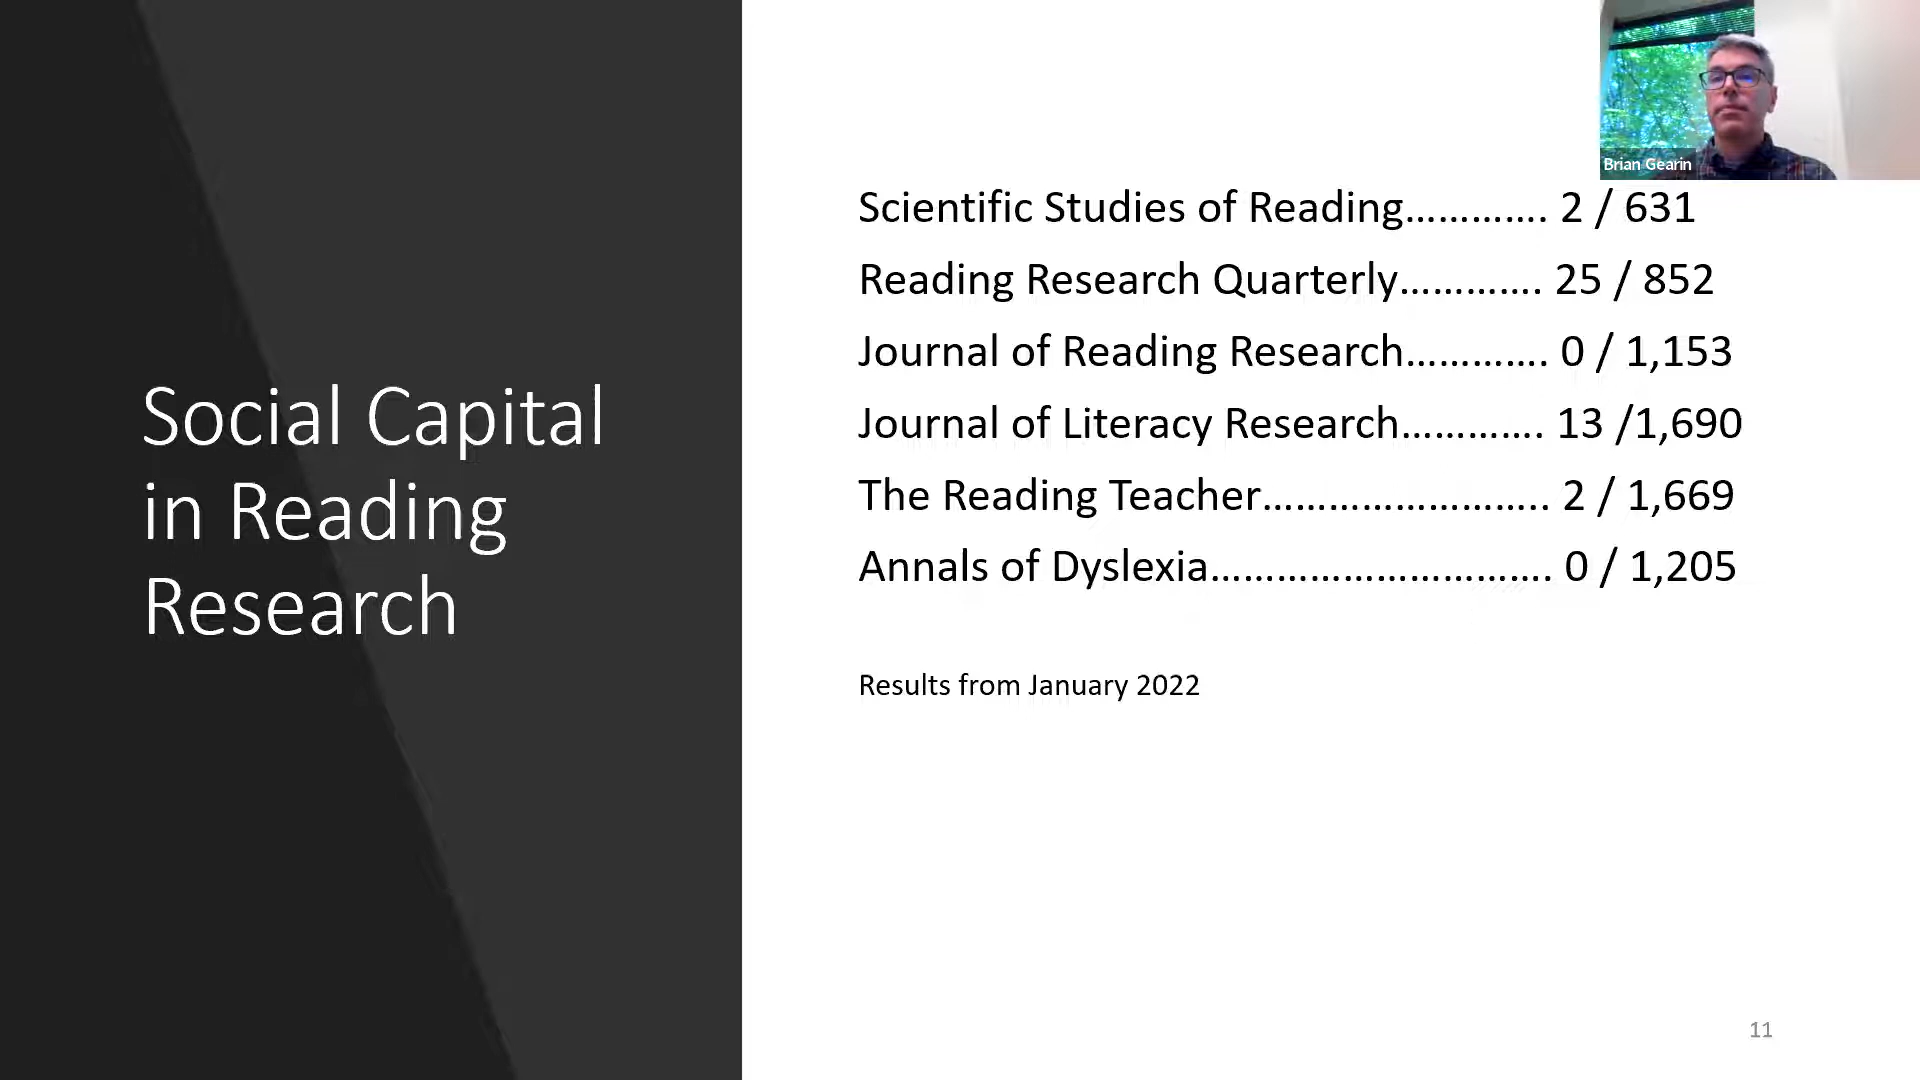 Social Capital
in Reading
Research
Brian Gearin
Scientific Studies of Reading…………. 2 / 631
Reading Research Quarterly…………. 25 / 852
Journal of Reading Research…………. 0 / 1,153
Journal of Literacy Research…………. 13 /1,690
The Reading Teacher…………………….. 2 / 1,669
Annals of Dyslexia…………………………. 0 / 1,205
Results from January 2022
11